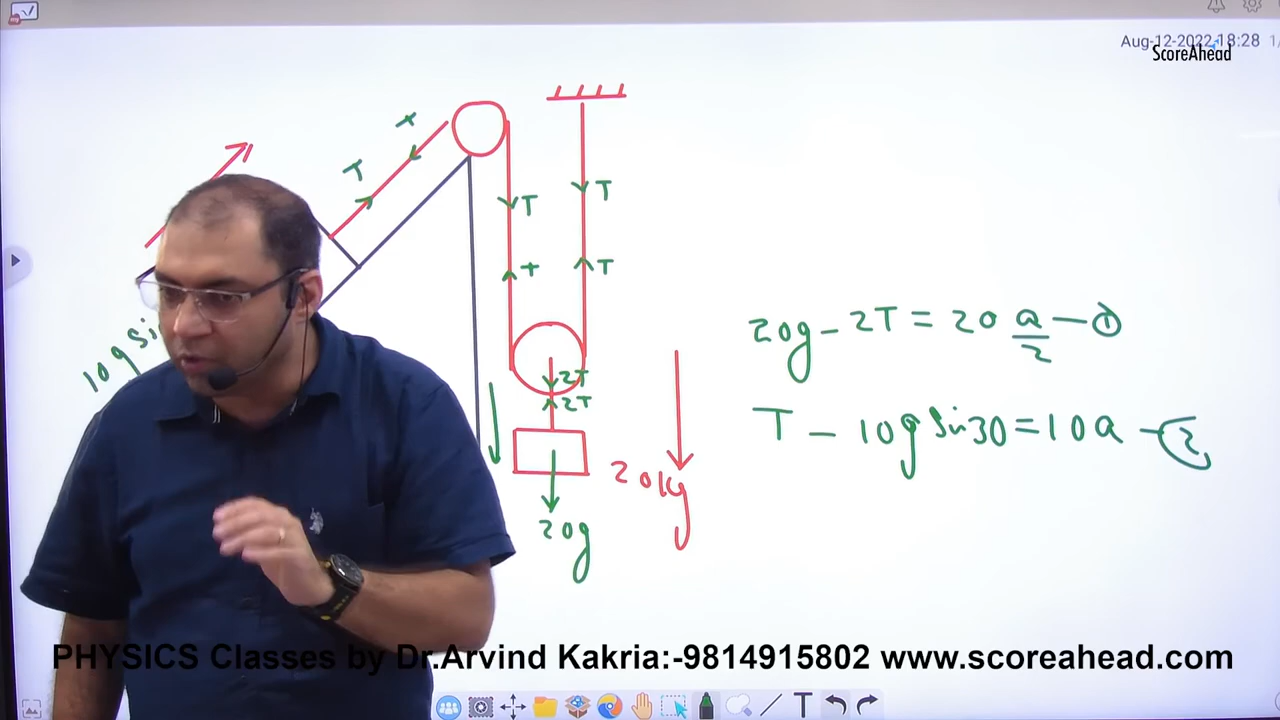 Aug-12-2022 18:28 1/
ScoreAhead
T
T
T
T
T
2T
2T
20g
20kg
10g si
20g - 2T = 20 a/2 - ①
T - 10g Sin30 = 10a - ②
PHYSICS Classes by Dr.Arvind Kakria:-9814915802 www.scoreahead.com
T